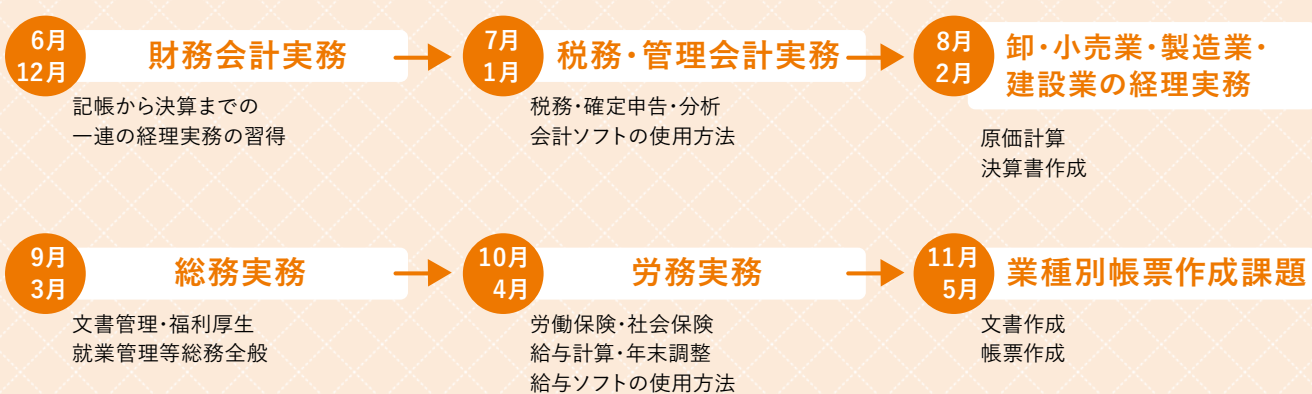 6月
12月
財務会計実務
記帳から決算までの
一連の経理実務の習得
7月
1月
税務・管理会計実務
税務・確定申告・分析
会計ソフトの使用方法
8月
2月
卸・小売業・製造業・
建設業の経理実務
原価計算
決算書作成
9月
3月
総務実務
文書管理・福利厚生
就業管理等総務全般
10月
4月
労務実務
労働保険・社会保険
給与計算・年末調整
給与ソフトの使用方法
11月
5月
業種別帳票作成課題
文書作成
帳票作成